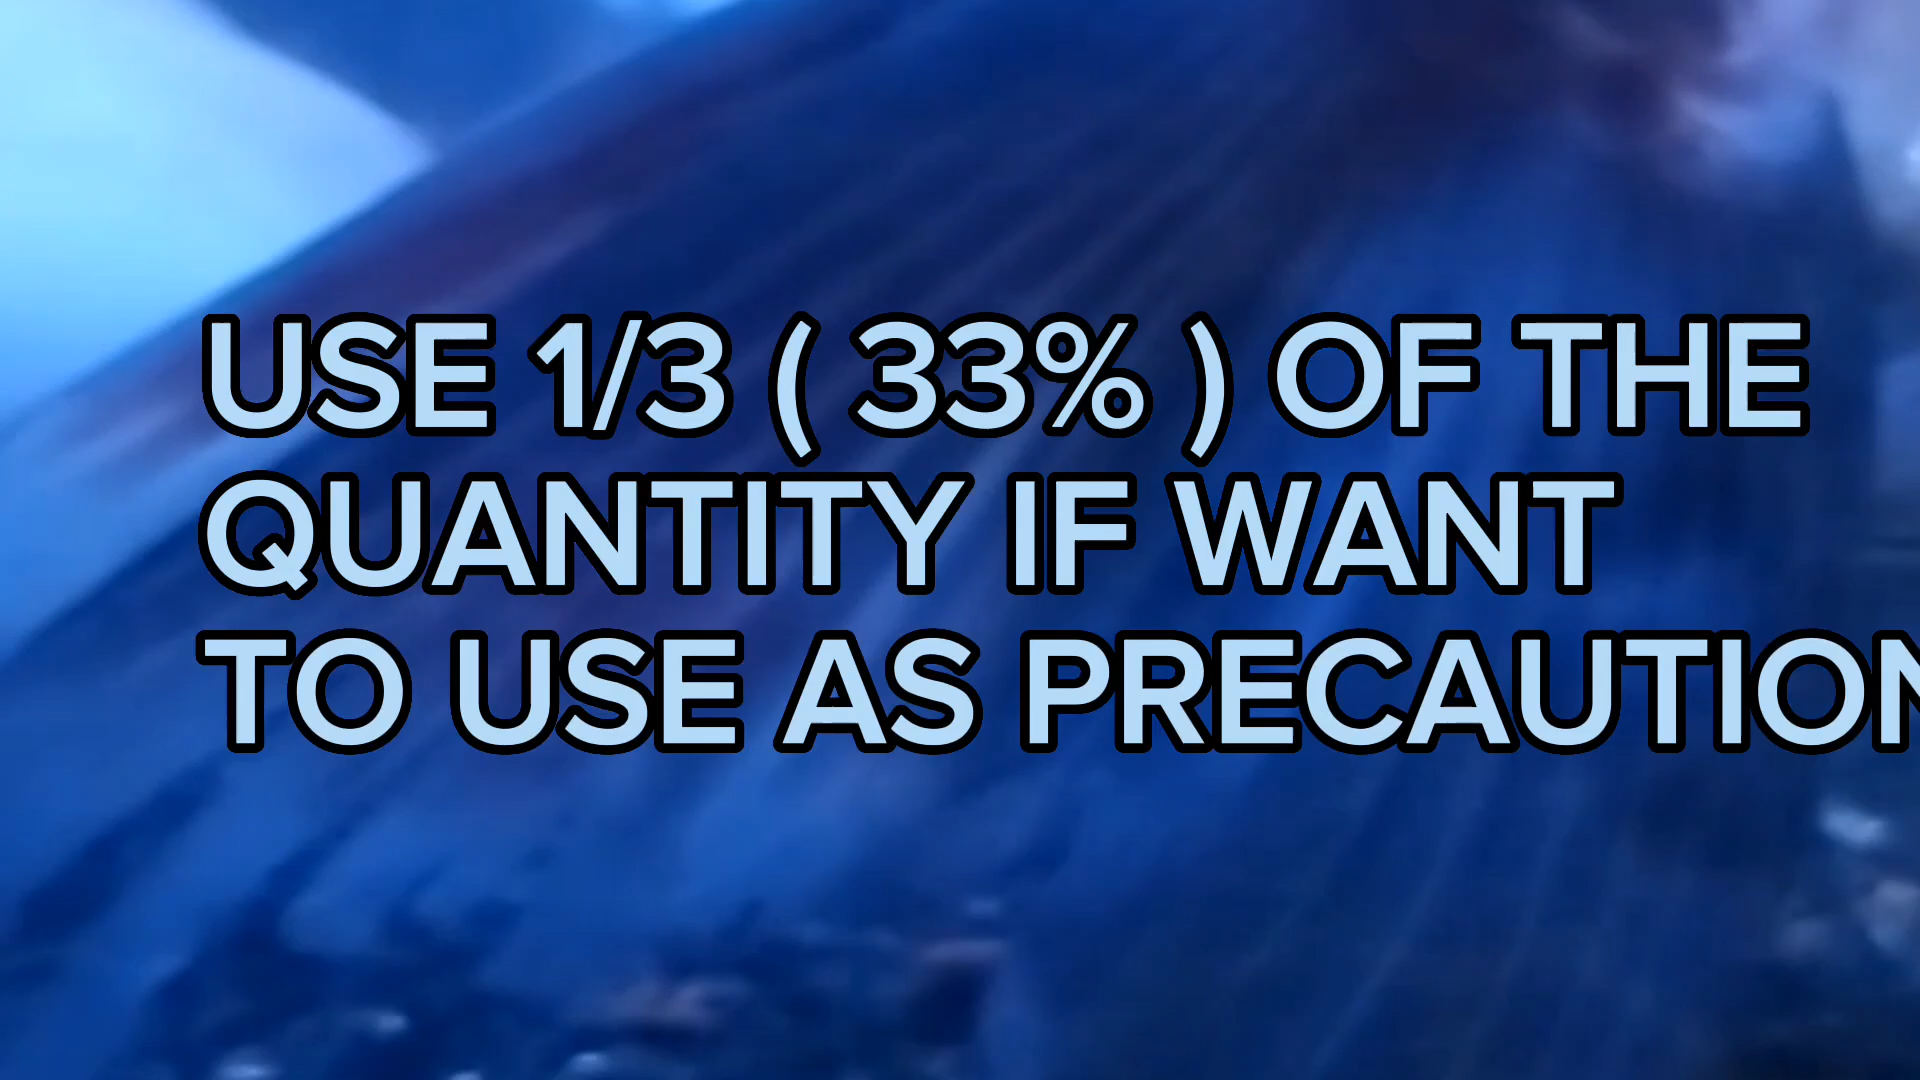 USE 1/3 ( 33% ) OF THE
QUANTITY IF WANT
TO USE AS PRECAUTION